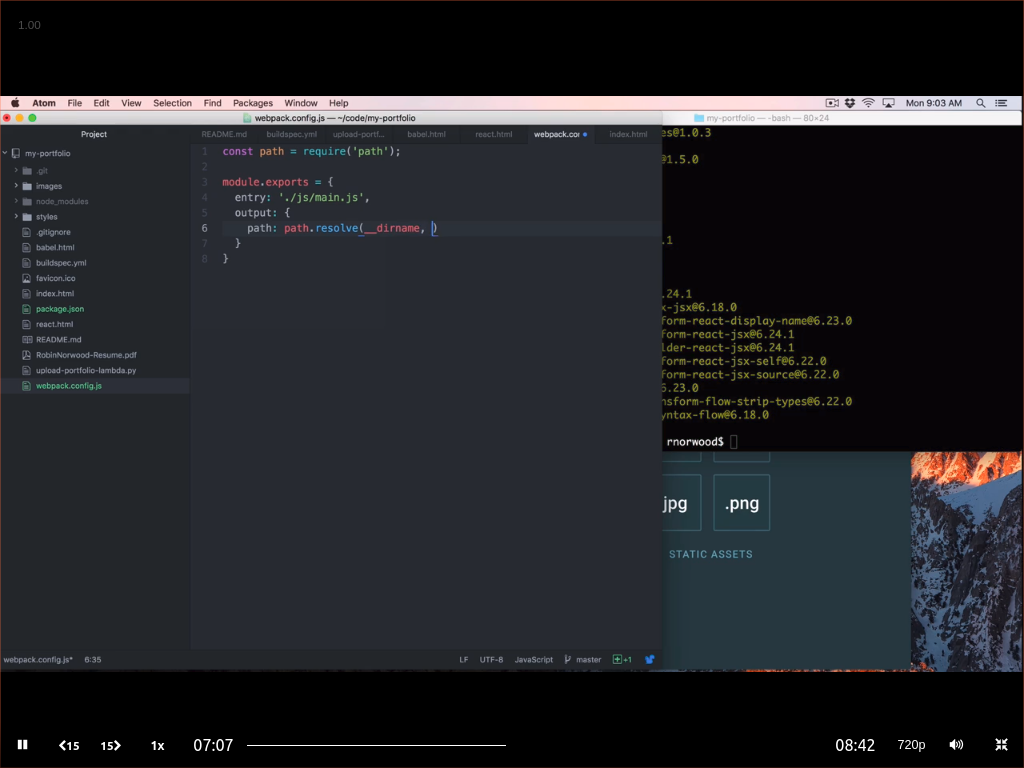 1.00
Atom File Edit View Selection Find Packages Window Help Mon 9:03 AM
webpack.config.js — ~/code/my-portfolio
my-portfolio — -bash — 80×24
Project
README.md buildspec.yml upload-portf... babel.html react.html webpack.cor index.html
my-portfolio
.git
images
node_modules
styles
.gitignore
babel.html
buildspec.yml
favicon.ico
index.html
package.json
react.html
README.md
RobinNorwood-Resume.pdf
upload-portfolio-lambda.py
webpack.config.js
1 const path = require('path');
2
3 module.exports = {
4 entry: './js/main.js',
5 output: {
6 path: path.resolve(__dirname, )
7 }
8 }
es@1.0.3
@1.5.0
.1
.24.1
x-jsx@6.18.0
form-react-display-name@6.23.0
form-react-jsx@6.24.1
lder-react-jsx@6.24.1
form-react-jsx-self@6.22.0
form-react-jsx-source@6.22.0
6.23.0
nsform-flow-strip-types@6.22.0
yntax-flow@6.18.0
rnorwood$
jpg .png
STATIC ASSETS
webpack.config.js* 6:35 LF UTF-8 JavaScript master +1
15 15 1x 07:07 08:42 720p